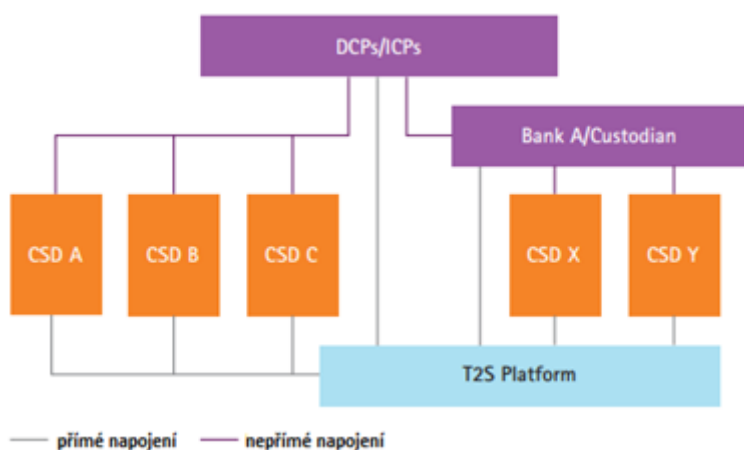 DCPs/ICPs
Bank A/Custodian
CSD A
CSD B
CSD C
CSD X
CSD Y
T2S Platform
přímé napojení
nepřímé napojení